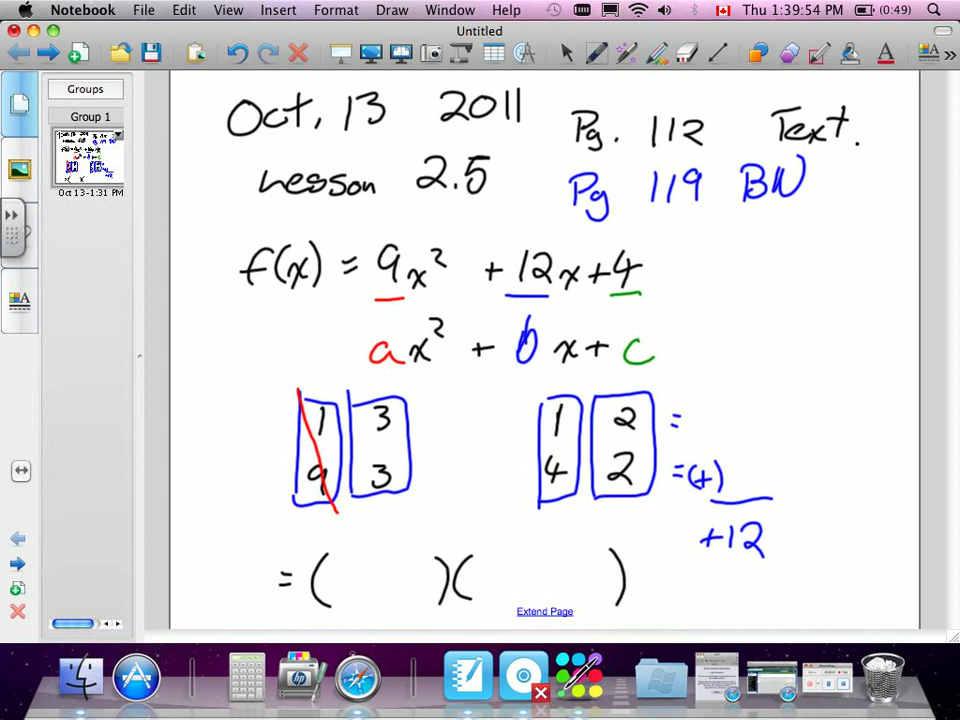 Notebook File Edit View Insert Format Draw Window Help Thu 1:39:54 PM (0:49)
Untitled
Groups
Group 1
Oct 13-1:31 PM
Oct, 13 2011 Pg. 112 Text.
Lesson 2.5 Pg 119 BW
f(x) = 9x² + 12x + 4
ax² + bx + c
1 3 1 2 =
9 3 4 2 = (+)
+12
= ( )( )
Extend Page